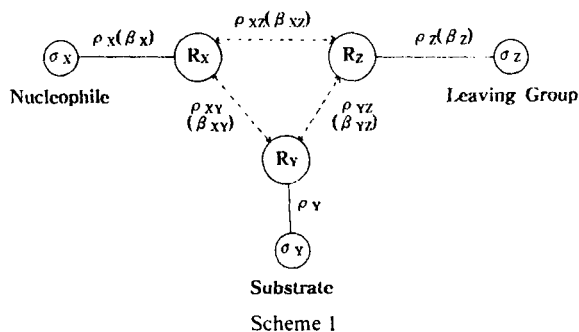 ρXZ(βXZ)
ρX(βX)
ρZ(βZ)
σX
RX
RZ
σZ
Nucleophile
Leaving Group
ρXY
(βXY)
ρYZ
(βYZ)
RY
ρY
σY
Substrate
Scheme 1